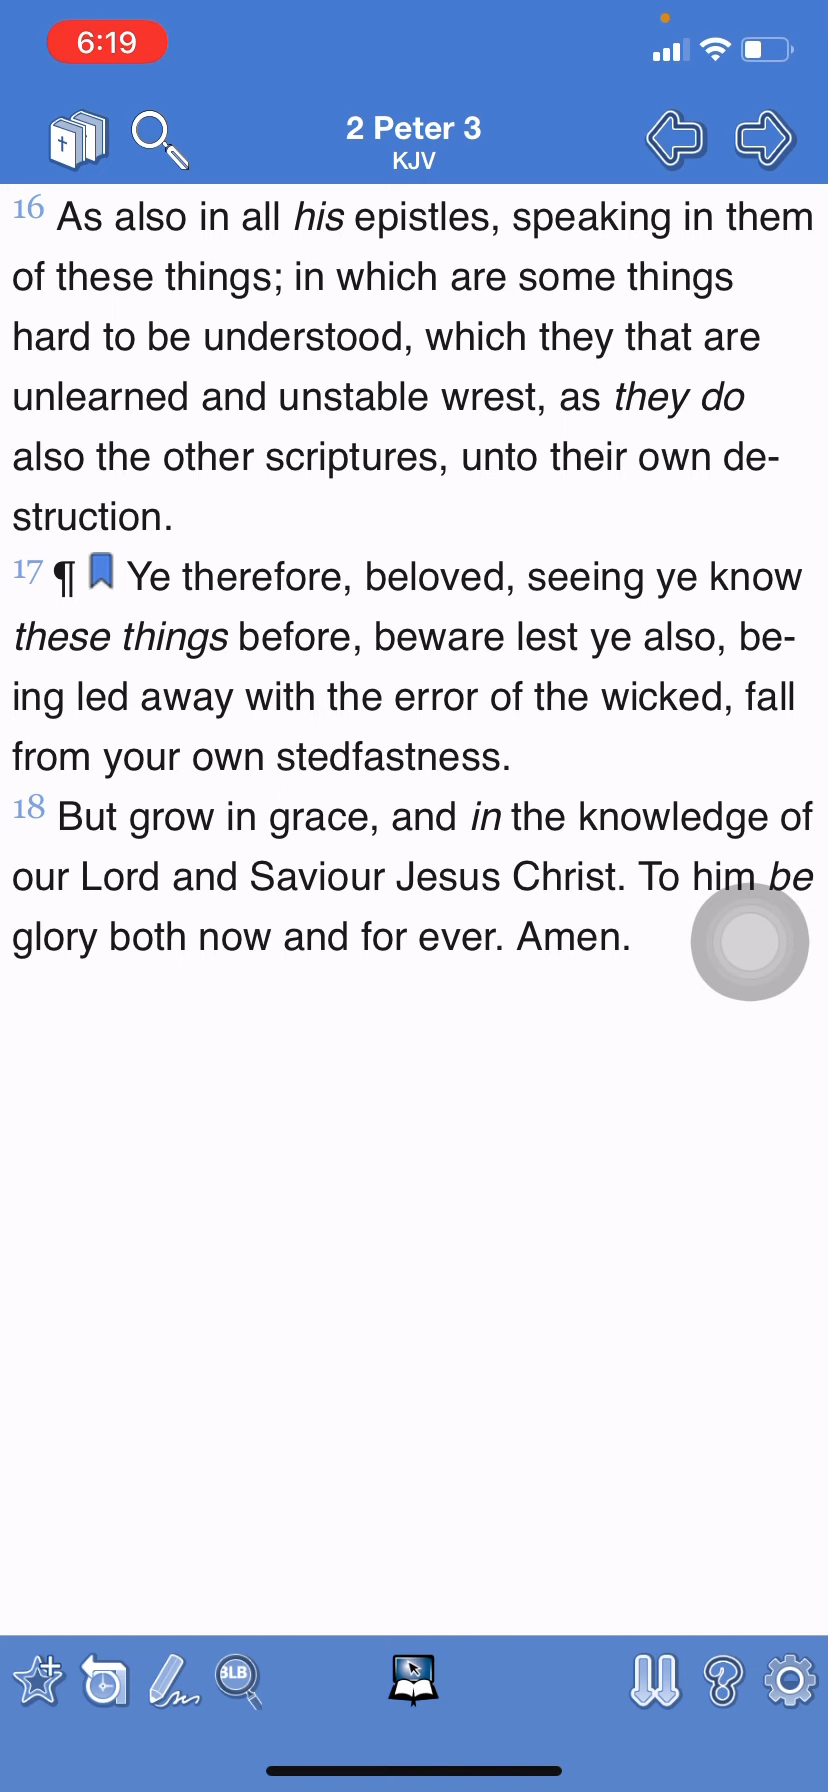 6:19
2 Peter 3
KJV
16 As also in all his epistles, speaking in them
of these things; in which are some things
hard to be understood, which they that are
unlearned and unstable wrest, as they do
also the other scriptures, unto their own de-
struction.
17 ¶ Ye therefore, beloved, seeing ye know
these things before, beware lest ye also, be-
ing led away with the error of the wicked, fall
from your own stedfastness.
18 But grow in grace, and in the knowledge of
our Lord and Saviour Jesus Christ. To him be
glory both now and for ever. Amen.
BLB